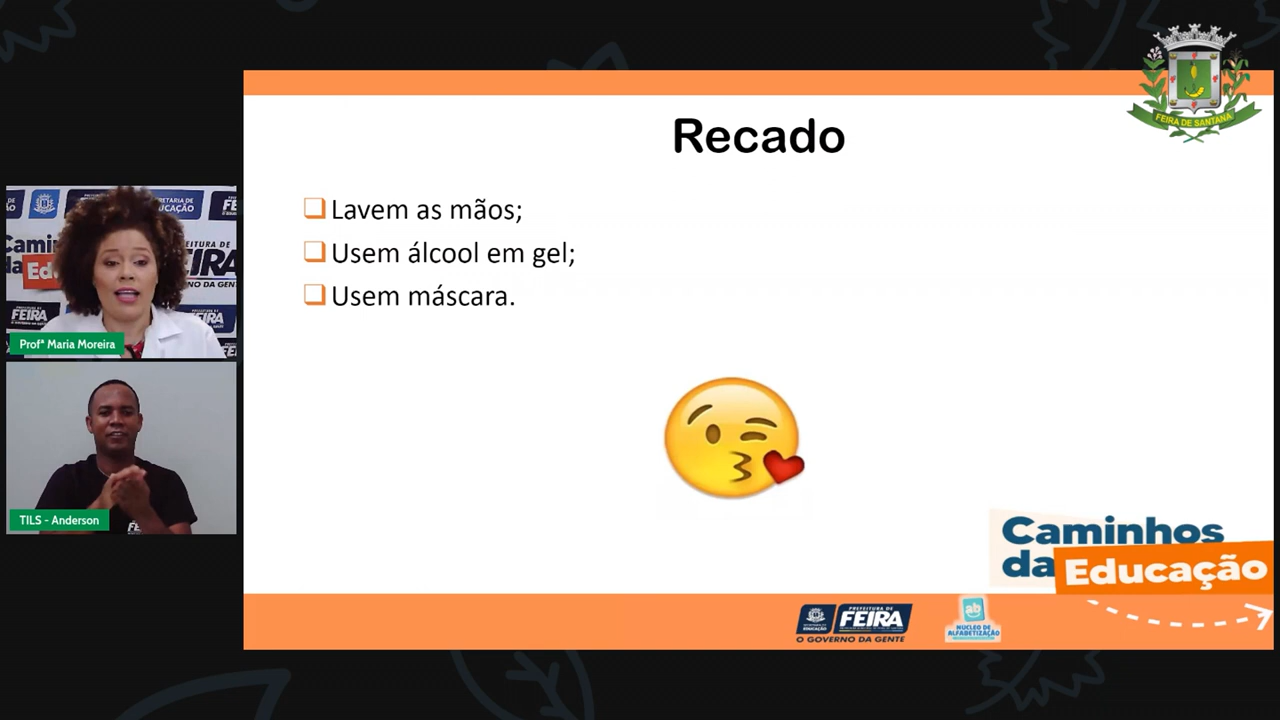 FEIRA DE SANTANA
Recado
Lavem as mãos;
Usem álcool em gel;
Usem máscara.
Profª Maria Moreira
TILS - Anderson
Caminhos
da Educação
PREFEITURA DE
FEIRA
O GOVERNO DA GENTE
ab
NÚCLEO DE
ALFABETIZAÇÃO